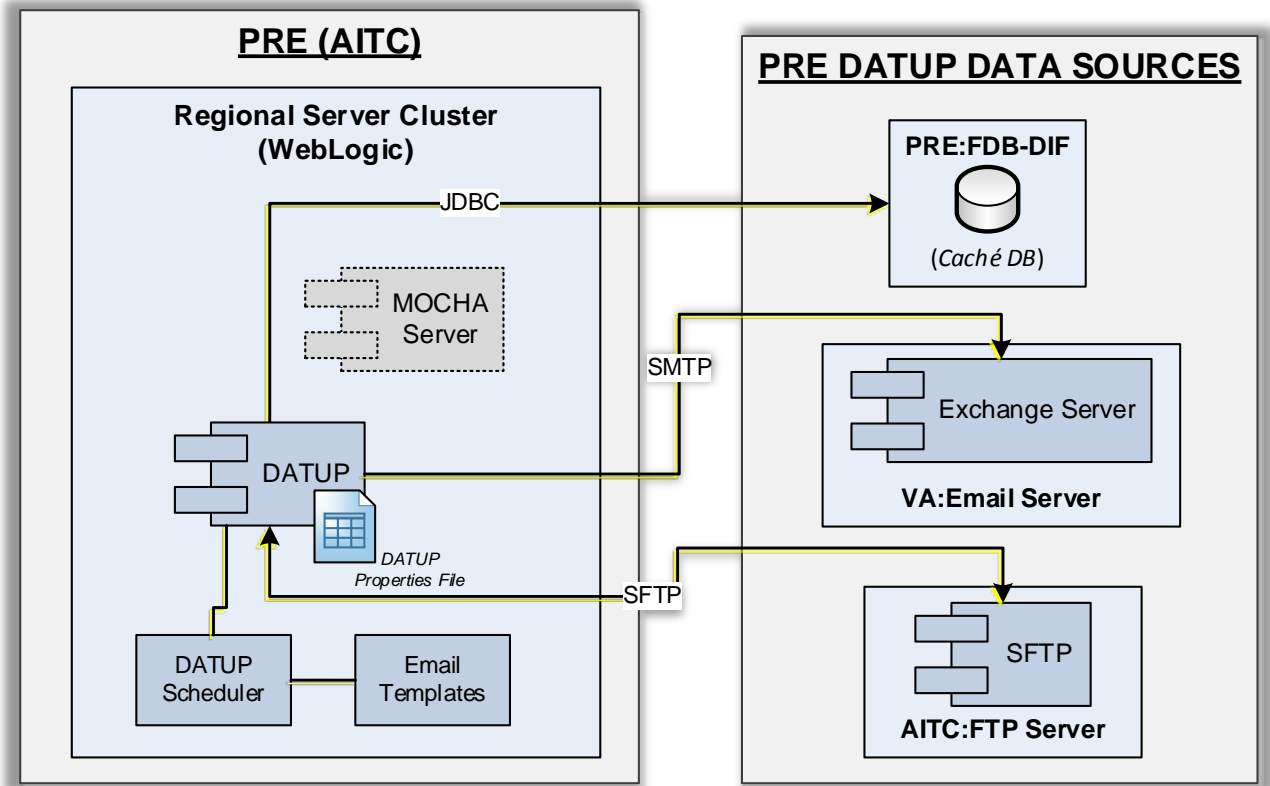 PRE (AITC)
Regional Server Cluster
(WebLogic)
JDBC
MOCHA
Server
SMTP
DATUP
DATUP
Properties File
SFTP
DATUP
Scheduler
Email
Templates
PRE DATUP DATA SOURCES
PRE:FDB-DIF
(Caché DB)
Exchange Server
VA:Email Server
SFTP
AITC:FTP Server